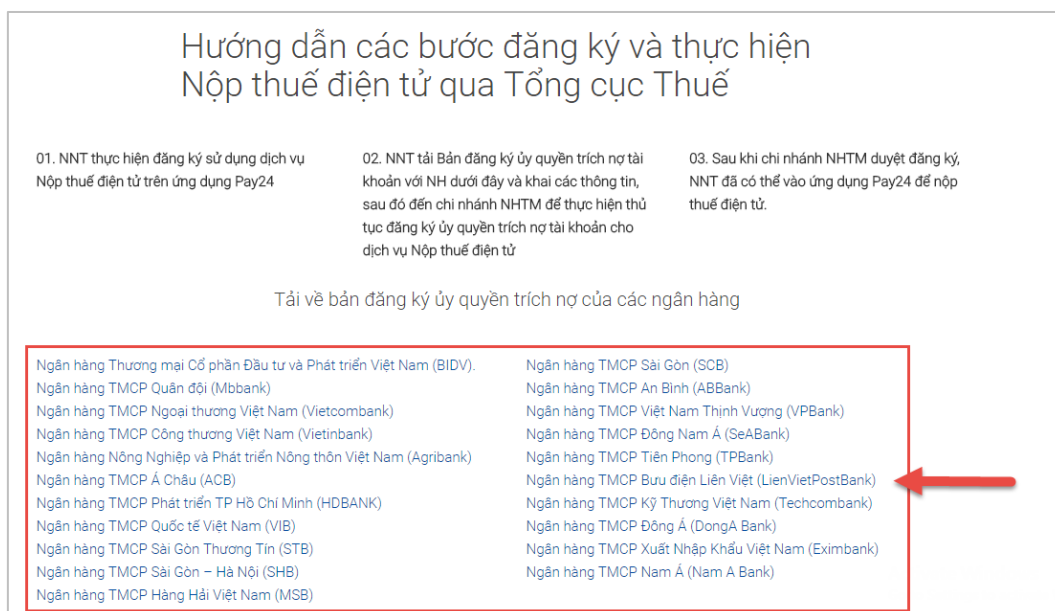 Hướng dẫn các bước đăng ký và thực hiện
Nộp thuế điện tử qua Tổng cục Thuế
01. NNT thực hiện đăng ký sử dụng dịch vụ
Nộp thuế điện tử trên ứng dụng Pay24
02. NNT tải Bản đăng ký ủy quyền trích nợ tài
khoản với NH dưới đây và khai các thông tin,
sau đó đến chi nhánh NHTM để thực hiện thủ
tục đăng ký ủy quyền trích nợ tài khoản cho
dịch vụ Nộp thuế điện tử
03. Sau khi chi nhánh NHTM duyệt đăng ký,
NNT đã có thể vào ứng dụng Pay24 để nộp
thuế điện tử.
Tải về bản đăng ký ủy quyền trích nợ của các ngân hàng
Ngân hàng Thương mại Cổ phần Đầu tư và Phát triển Việt Nam (BIDV).
Ngân hàng TMCP Quân đội (Mbbank)
Ngân hàng TMCP Ngoại thương Việt Nam (Vietcombank)
Ngân hàng TMCP Công thương Việt Nam (Vietinbank)
Ngân hàng Nông Nghiệp và Phát triển Nông thôn Việt Nam (Agribank)
Ngân hàng TMCP Á Châu (ACB)
Ngân hàng TMCP Phát triển TP Hồ Chí Minh (HDBANK)
Ngân hàng TMCP Quốc tế Việt Nam (VIB)
Ngân hàng TMCP Sài Gòn Thương Tín (STB)
Ngân hàng TMCP Sài Gòn – Hà Nội (SHB)
Ngân hàng TMCP Hàng Hải Việt Nam (MSB)
Ngân hàng TMCP Sài Gòn (SCB)
Ngân hàng TMCP An Bình (ABBank)
Ngân hàng TMCP Việt Nam Thịnh Vượng (VPBank)
Ngân hàng TMCP Đông Nam Á (SeABank)
Ngân hàng TMCP Tiên Phong (TPBank)
Ngân hàng TMCP Bưu điện Liên Việt (LienVietPostBank)
Ngân hàng TMCP Kỹ Thương Việt Nam (Techcombank)
Ngân hàng TMCP Đông Á (DongA Bank)
Ngân hàng TMCP Xuất Nhập Khẩu Việt Nam (Eximbank)
Ngân hàng TMCP Nam Á (Nam A Bank)